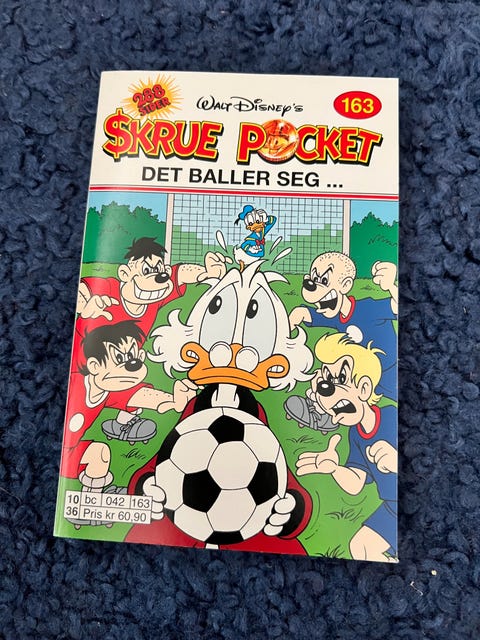 288
SIDER
WALT DISNEY'S
163
$KRUE POCKET
DET BALLER SEG ...
10 bc 042 163
36 Pris kr 60,90